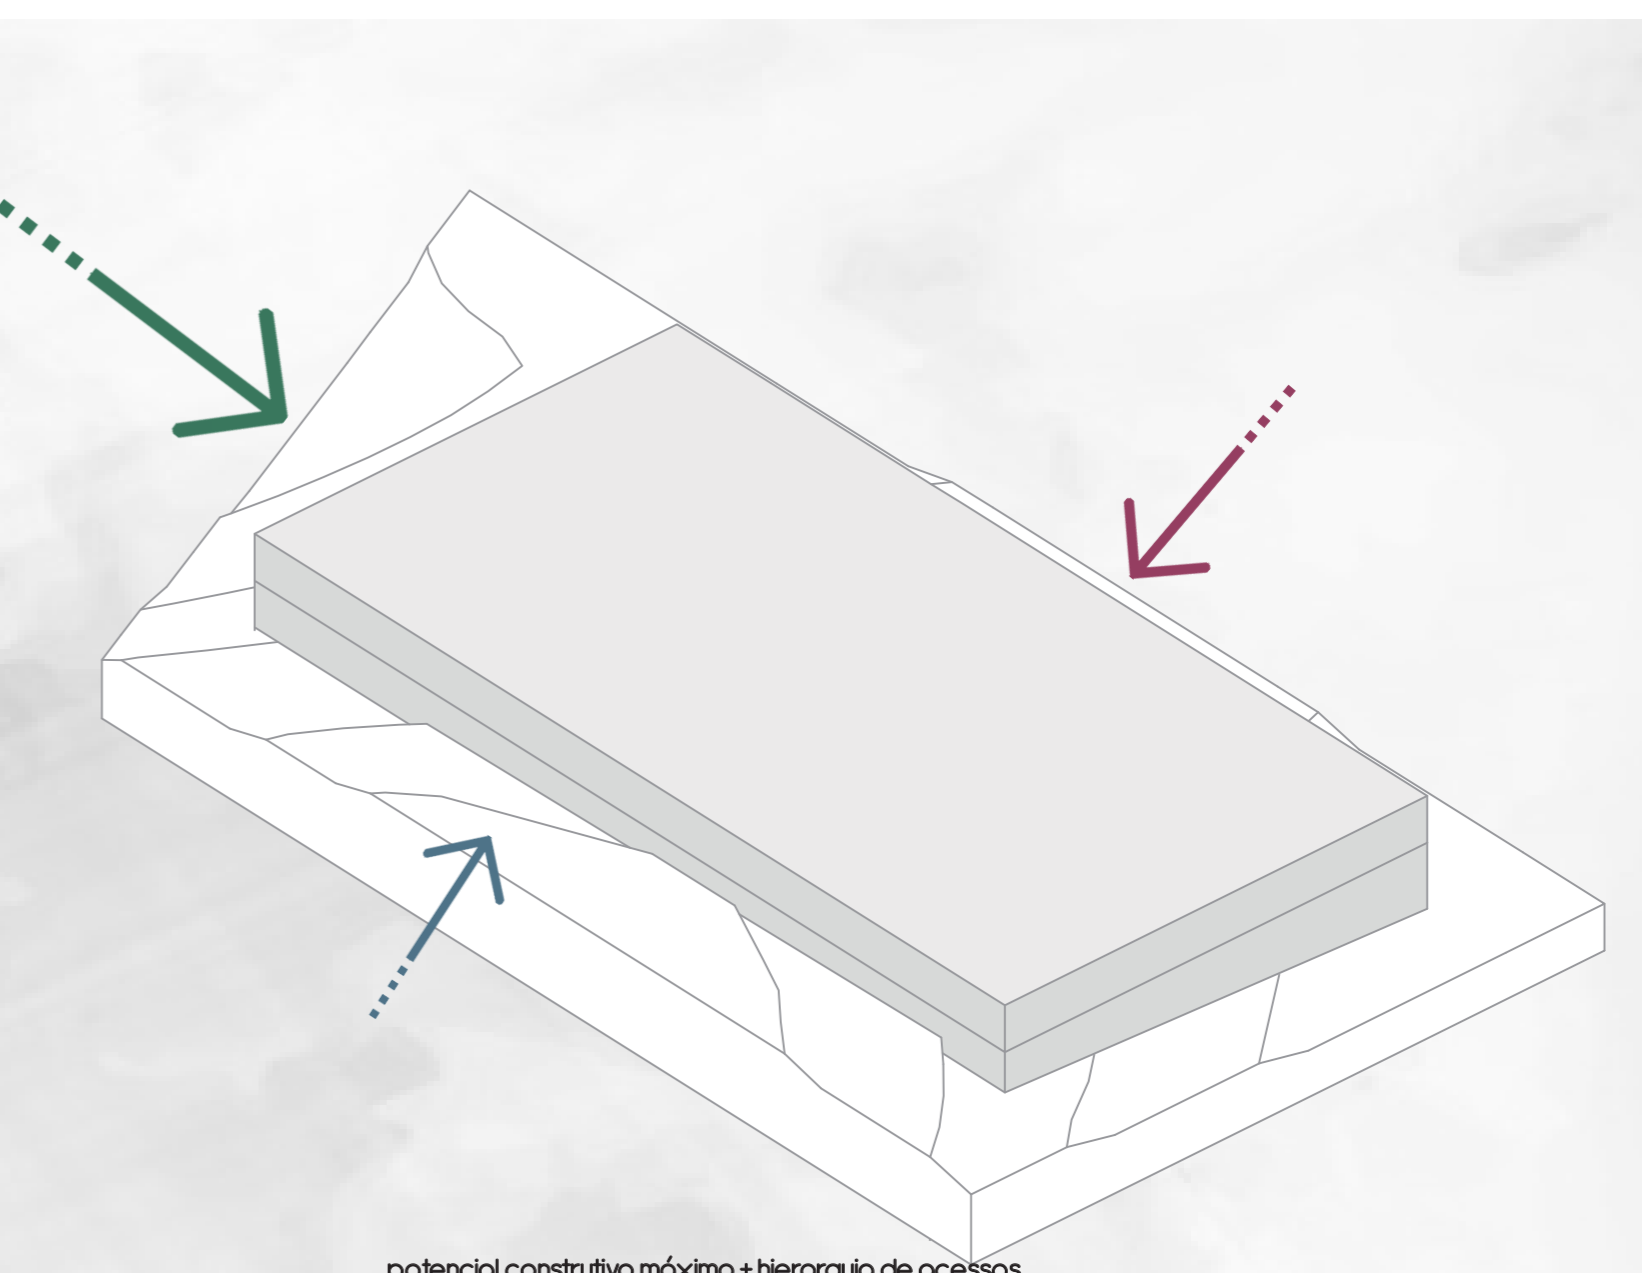 potencial construtivo máximo + hierarquia de acessos